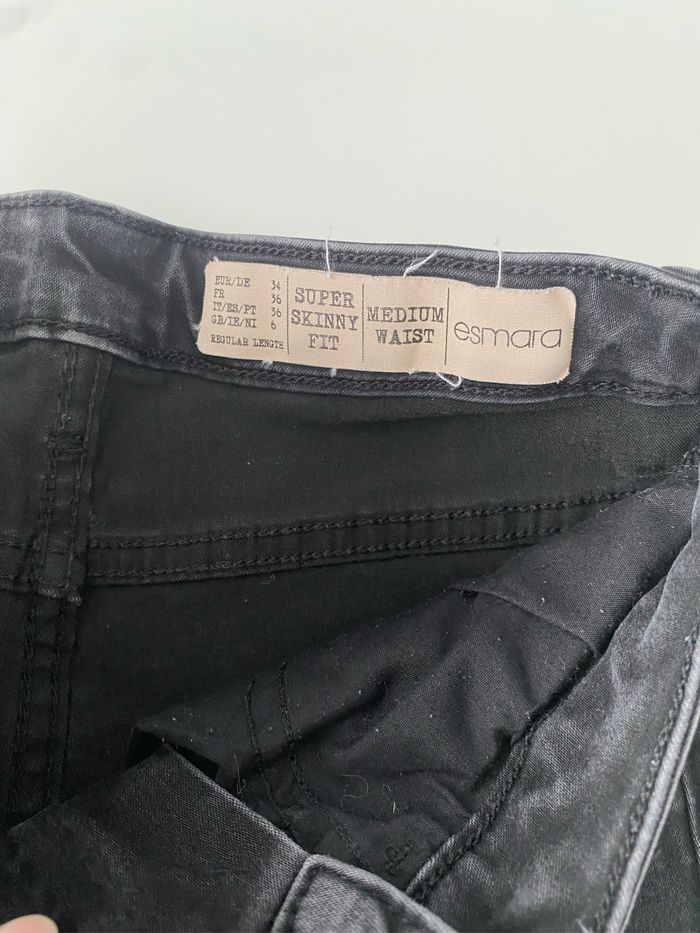 EUR/DE 34
FR 36
IT/ES/PT 36
GB/IE/NI 6
REGULAR LENGTH
SUPER
SKINNY
FIT
MEDIUM
WAIST
esmara